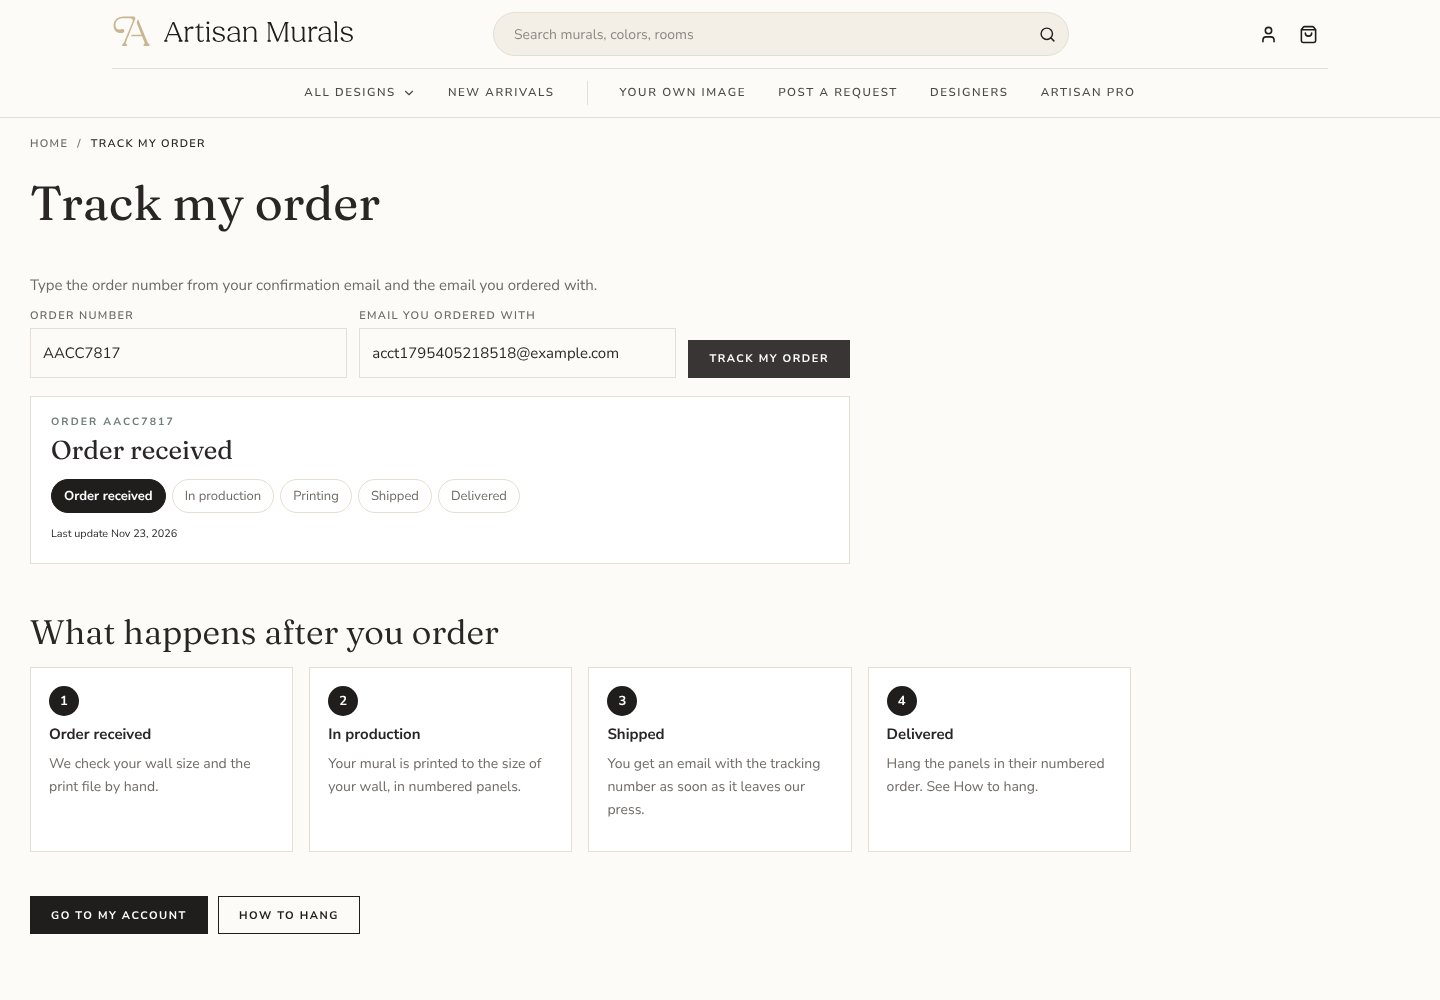 Artisan Murals
Search murals, colors, rooms
ALL DESIGNS
NEW ARRIVALS
YOUR OWN IMAGE
POST A REQUEST
DESIGNERS
ARTISAN PRO
HOME / TRACK MY ORDER
Track my order
Type the order number from your confirmation email and the email you ordered with.
ORDER NUMBER
AACC7817
EMAIL YOU ORDERED WITH
acct1795405218518@example.com
TRACK MY ORDER
ORDER AACC7817
Order received
Order received
In production
Printing
Shipped
Delivered
Last update Nov 23, 2026
What happens after you order
1
Order received
We check your wall size and the
print file by hand.
2
In production
Your mural is printed to the size of
your wall, in numbered panels.
3
Shipped
You get an email with the tracking
number as soon as it leaves our
press.
4
Delivered
Hang the panels in their numbered
order. See How to hang.
GO TO MY ACCOUNT
HOW TO HANG